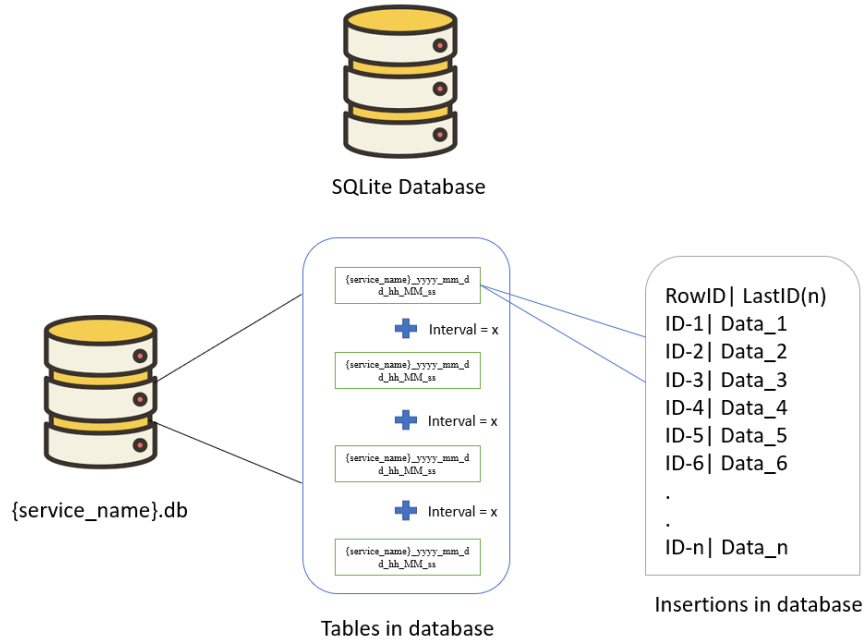 SQLite Database
{service_name}_yyyy_mm_d
d_hh_MM_ss
Interval = x
{service_name}_yyyy_mm_d
d_hh_MM_ss
Interval = x
{service_name}_yyyy_mm_d
d_hh_MM_ss
Interval = x
{service_name}_yyyy_mm_d
d_hh_MM_ss
{service_name}.db
Tables in database
RowID| LastID(n)
ID-1| Data_1
ID-2| Data_2
ID-3| Data_3
ID-4| Data_4
ID-5| Data_5
ID-6| Data_6
.
.
ID-n| Data_n
Insertions in database